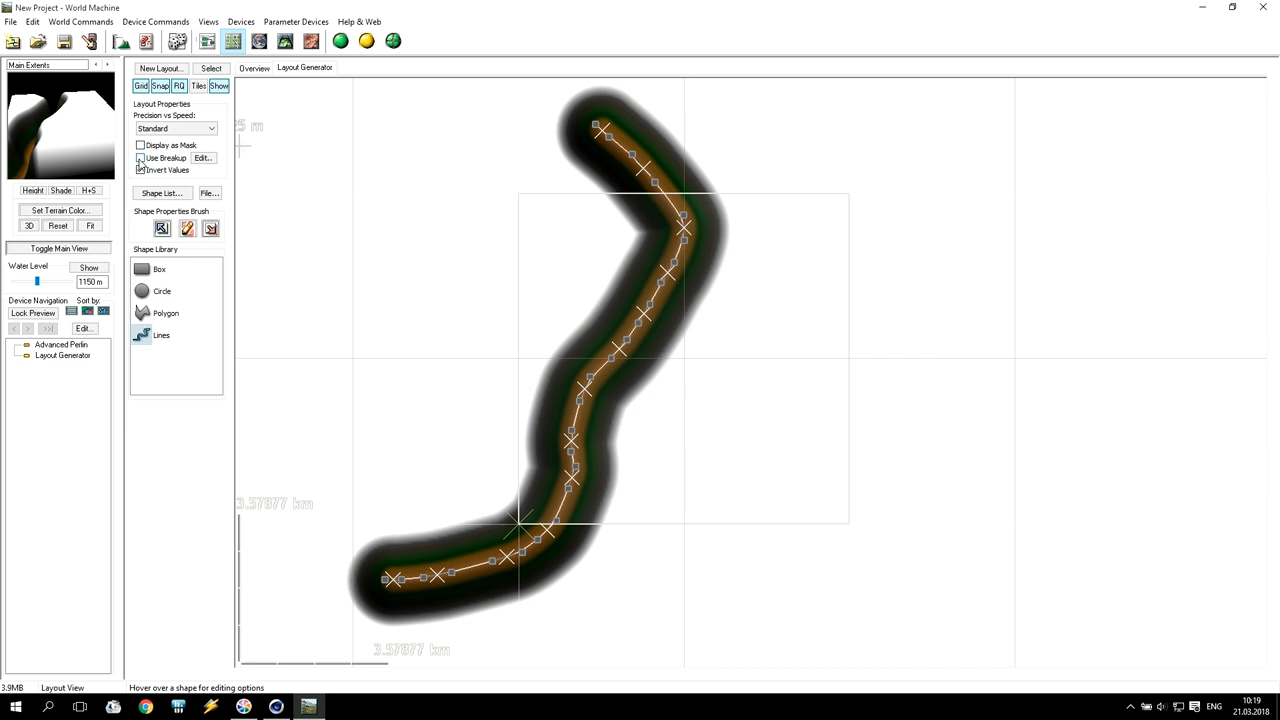 New Project - World Machine
File Edit World Commands Device Commands Views Devices Parameter Devices Help & Web
Main Extents
New Layout... Select
Overview Layout Generator
Grid Snap RQ Tiles Show
Layout Properties
Precision vs Speed:
Standard
Display as Mask
Use Breakup Edit..
Invert Values
Height Shade H+S
Shape List... File...
Set Terrain Color...
Shape Properties Brush
3D Reset Fit
Toggle Main View
Shape Library
Water Level Show
Box
1150 m
Circle
Device Navigation Sort by:
Lock Preview
Polygon
Edit...
Lines
Advanced Perlin
Layout Generator
5 m
3.57877 km
3.57877 km
3.9MB Layout View Hover over a shape for editing options
ENG
10:19
21.03.2018